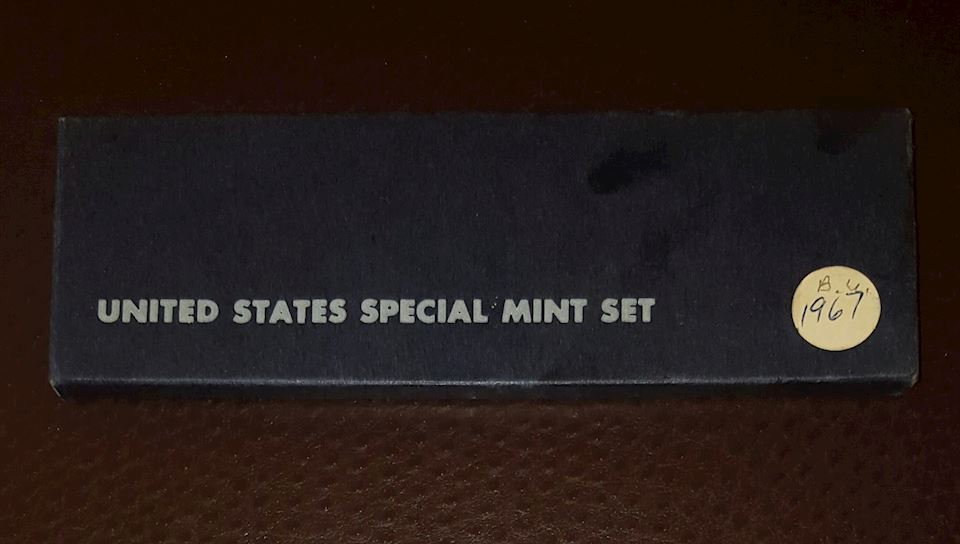 UNITED STATES SPECIAL MINT SET
B.U.
1967